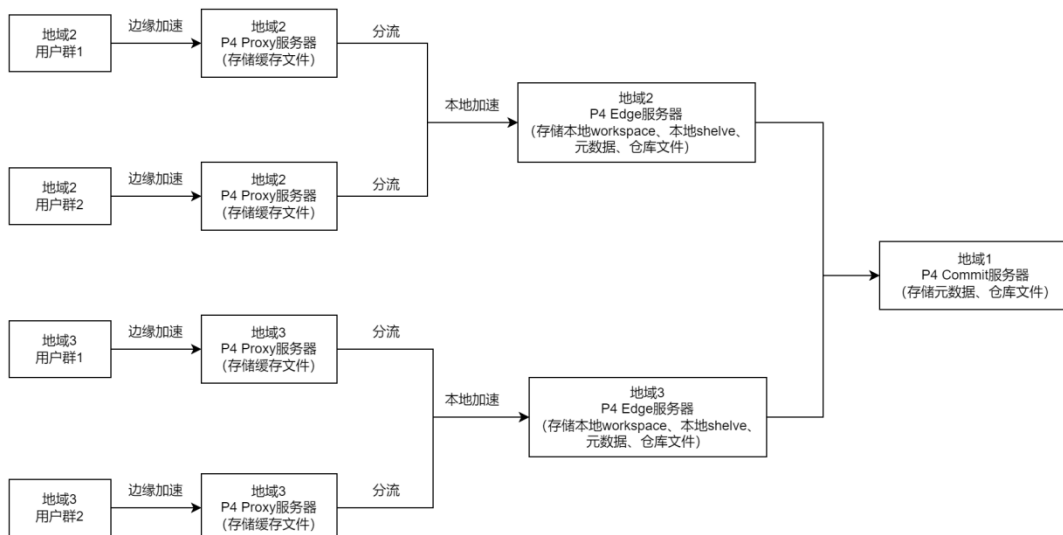 地域2
用户群1
边缘加速
地域2
P4 Proxy服务器
（存储缓存文件）
分流
地域2
用户群2
边缘加速
地域2
P4 Proxy服务器
（存储缓存文件）
分流
本地加速
地域2
P4 Edge服务器
（存储本地workspace、本地shelve、
元数据、仓库文件）
地域3
用户群1
边缘加速
地域3
P4 Proxy服务器
（存储缓存文件）
分流
地域3
用户群2
边缘加速
地域3
P4 Proxy服务器
（存储缓存文件）
分流
本地加速
地域3
P4 Edge服务器
（存储本地workspace、本地shelve、
元数据、仓库文件）
地域1
P4 Commit服务器
（存储元数据、仓库文件）